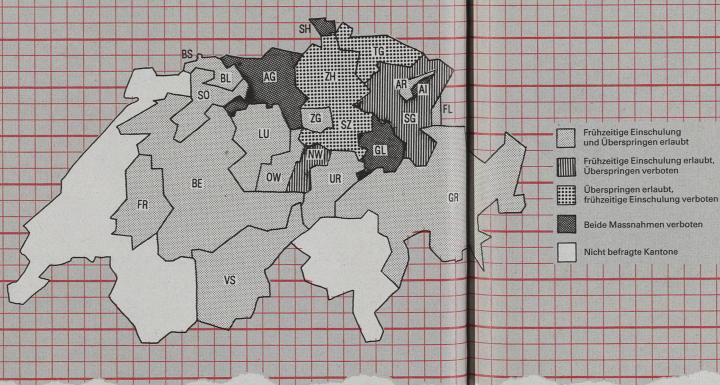 SH
BS
TG
BL
AG
ZH
AR
AI
SO
FL
ZG
SZ
SG
LU
NW
GL
OW
UR
BE
FR
GR
VS
Frühzeitige Einschulung
und Überspringen erlaubt
Frühzeitige Einschulung erlaubt,
Überspringen verboten
Überspringen erlaubt,
frühzeitige Einschulung verboten
Beide Massnahmen verboten
Nicht befragte Kantone